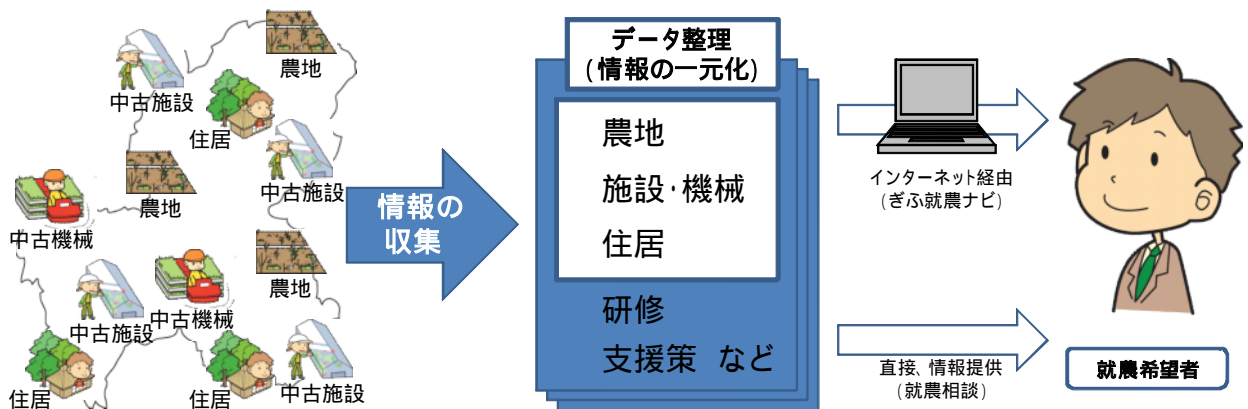 農地
中古施設
住居
中古施設
農地
中古機械
農地
中古施設
中古機械
住居
住居
中古施設
情報の
収集
データ整理
(情報の一元化)
農地
施設・機械
住居
研修
支援策 など
インターネット経由
(ぎふ就農ナビ)
直接、情報提供
(就農相談)
就農希望者